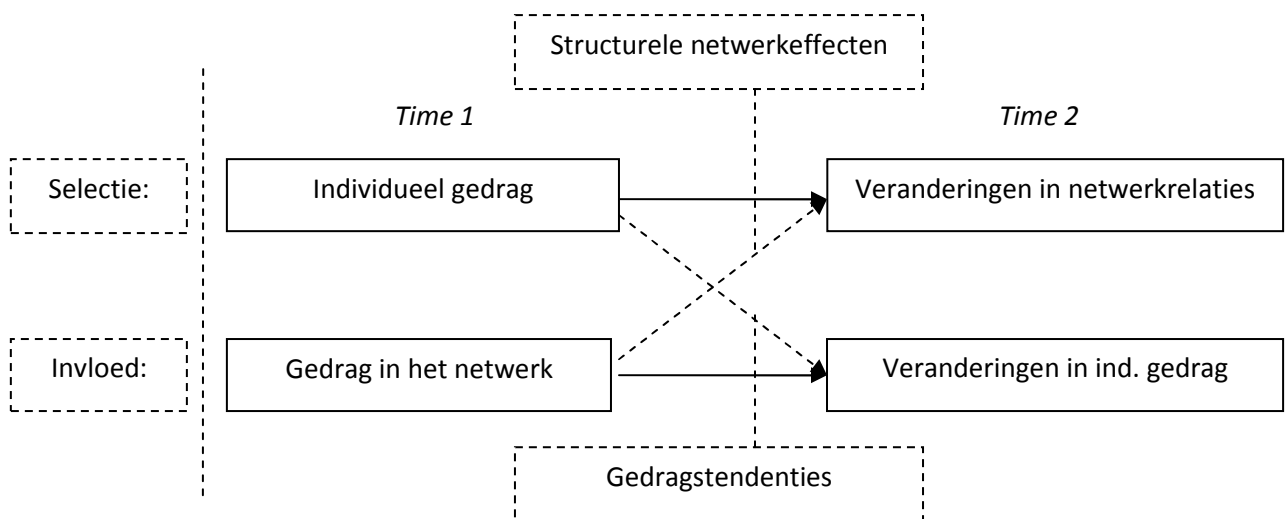 Structurele netwerkeffecten
Time 1
Time 2
Selectie:
Individueel gedrag
Veranderingen in netwerkrelaties
Invloed:
Gedrag in het netwerk
Veranderingen in ind. gedrag
Gedragstendenties